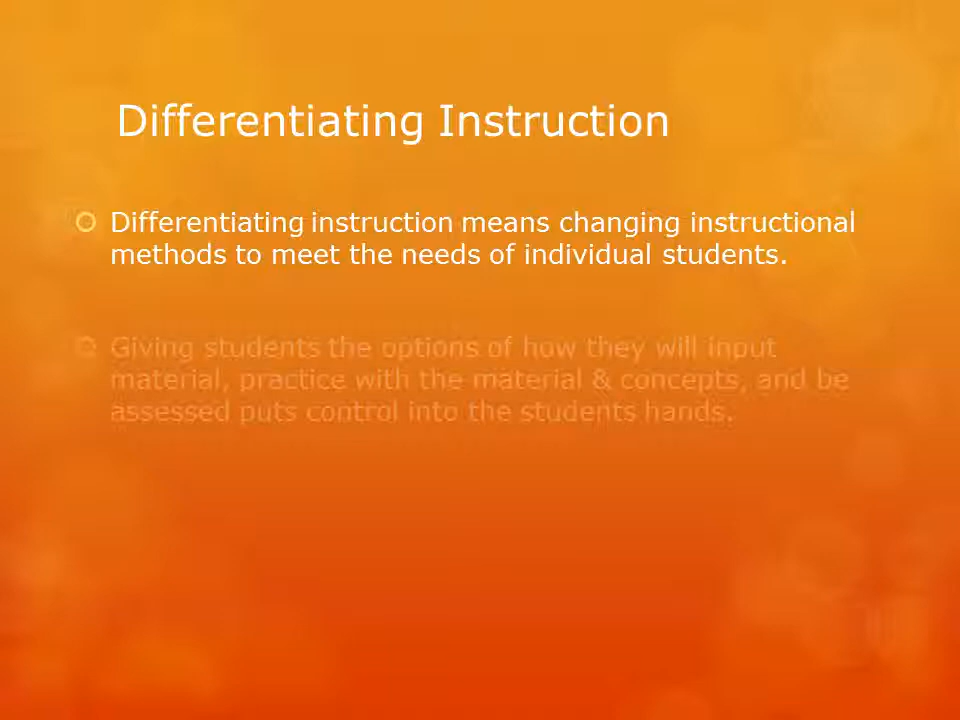 Differentiating Instruction
Differentiating instruction means changing instructional
methods to meet the needs of individual students.
Giving students the options of how they will input
material, practice with the material & concepts, and be
assessed puts control into the students hands.